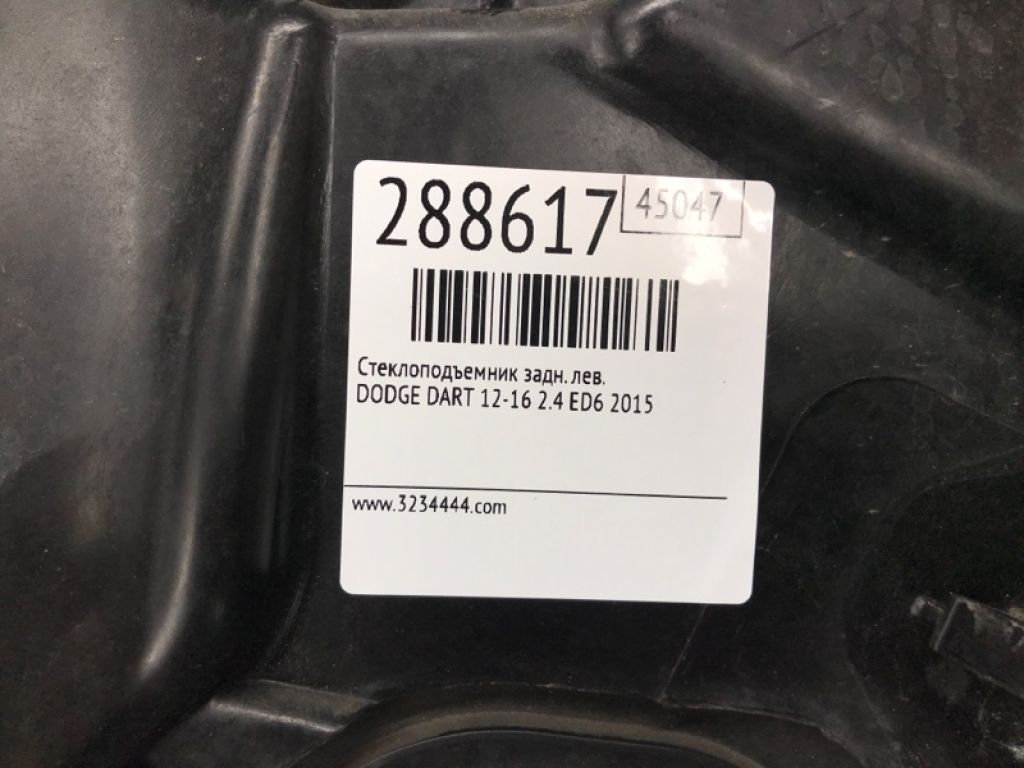 288617 45047
Стеклоподъемник задн. лев.
DODGE DART 12-16 2.4 ED6 2015
www.3234444.com